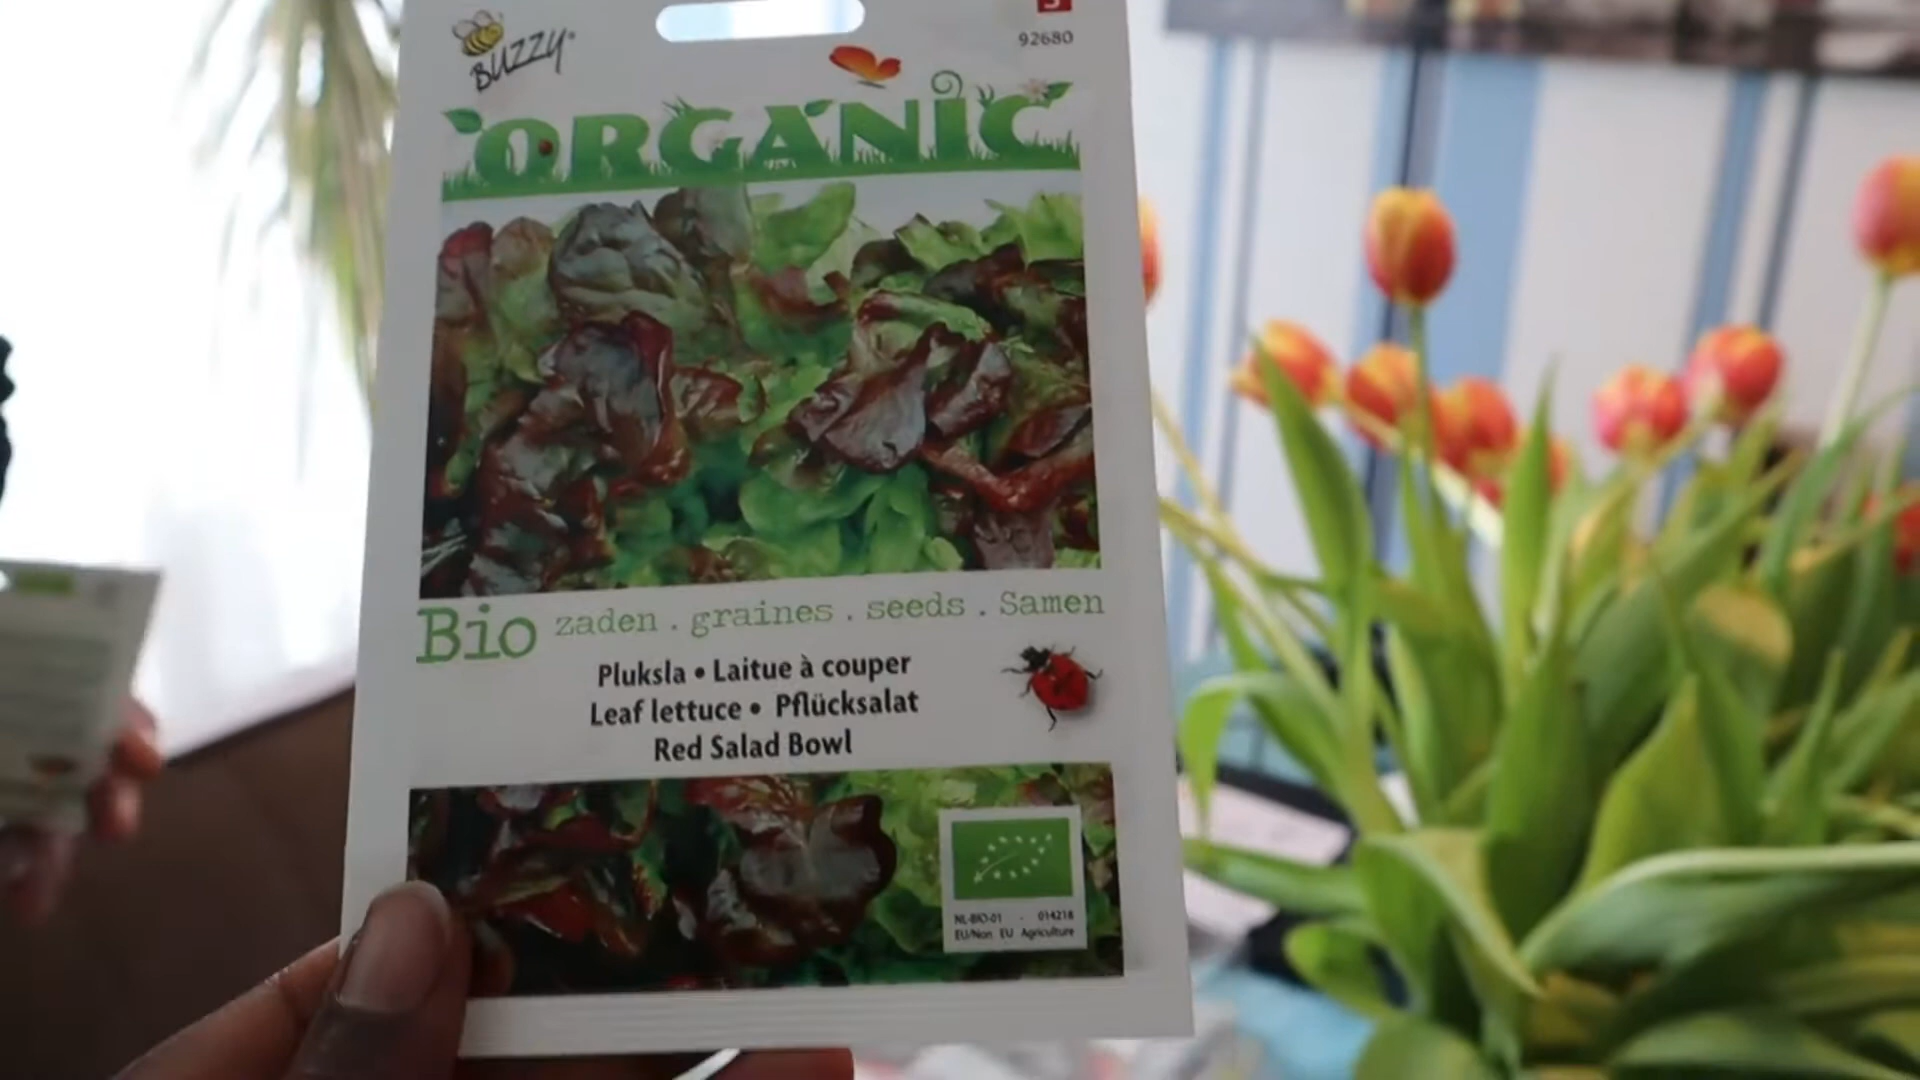 BUZZY®
92680
ORGANIC
Bio zaden . graines . seeds . Samen
Pluksla • Laitue à couper
Leaf lettuce • Pflücksalat
Red Salad Bowl
NL-BIO-01 - 014218
EU/Non EU Agriculture